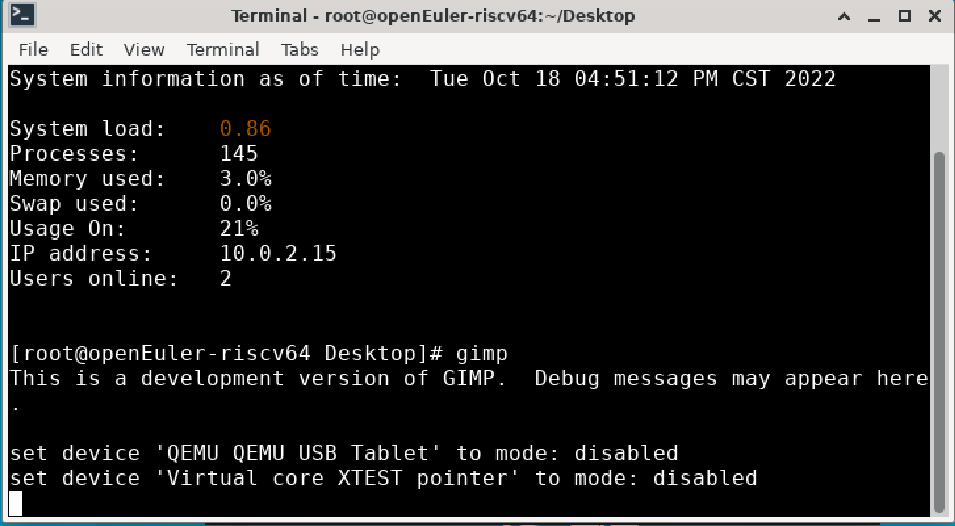 Terminal - root@openEuler-riscv64:~/Desktop
File Edit View Terminal Tabs Help
System information as of time:  Tue Oct 18 04:51:12 PM CST 2022
System load:    0.86
Processes:      145
Memory used:    3.0%
Swap used:      0.0%
Usage On:       21%
IP address:     10.0.2.15
Users online:   2
[root@openEuler-riscv64 Desktop]# gimp
This is a development version of GIMP.  Debug messages may appear here
.
set device 'QEMU QEMU USB Tablet' to mode: disabled
set device 'Virtual core XTEST pointer' to mode: disabled